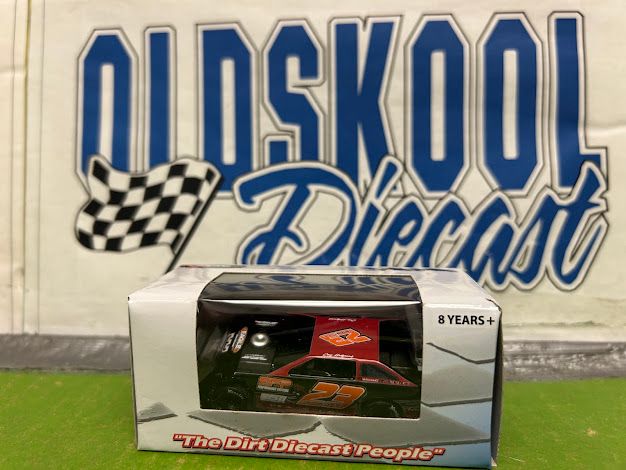 OLDSKOOL
Diecast
8 YEARS+
23
"The Dirt Diecast People"